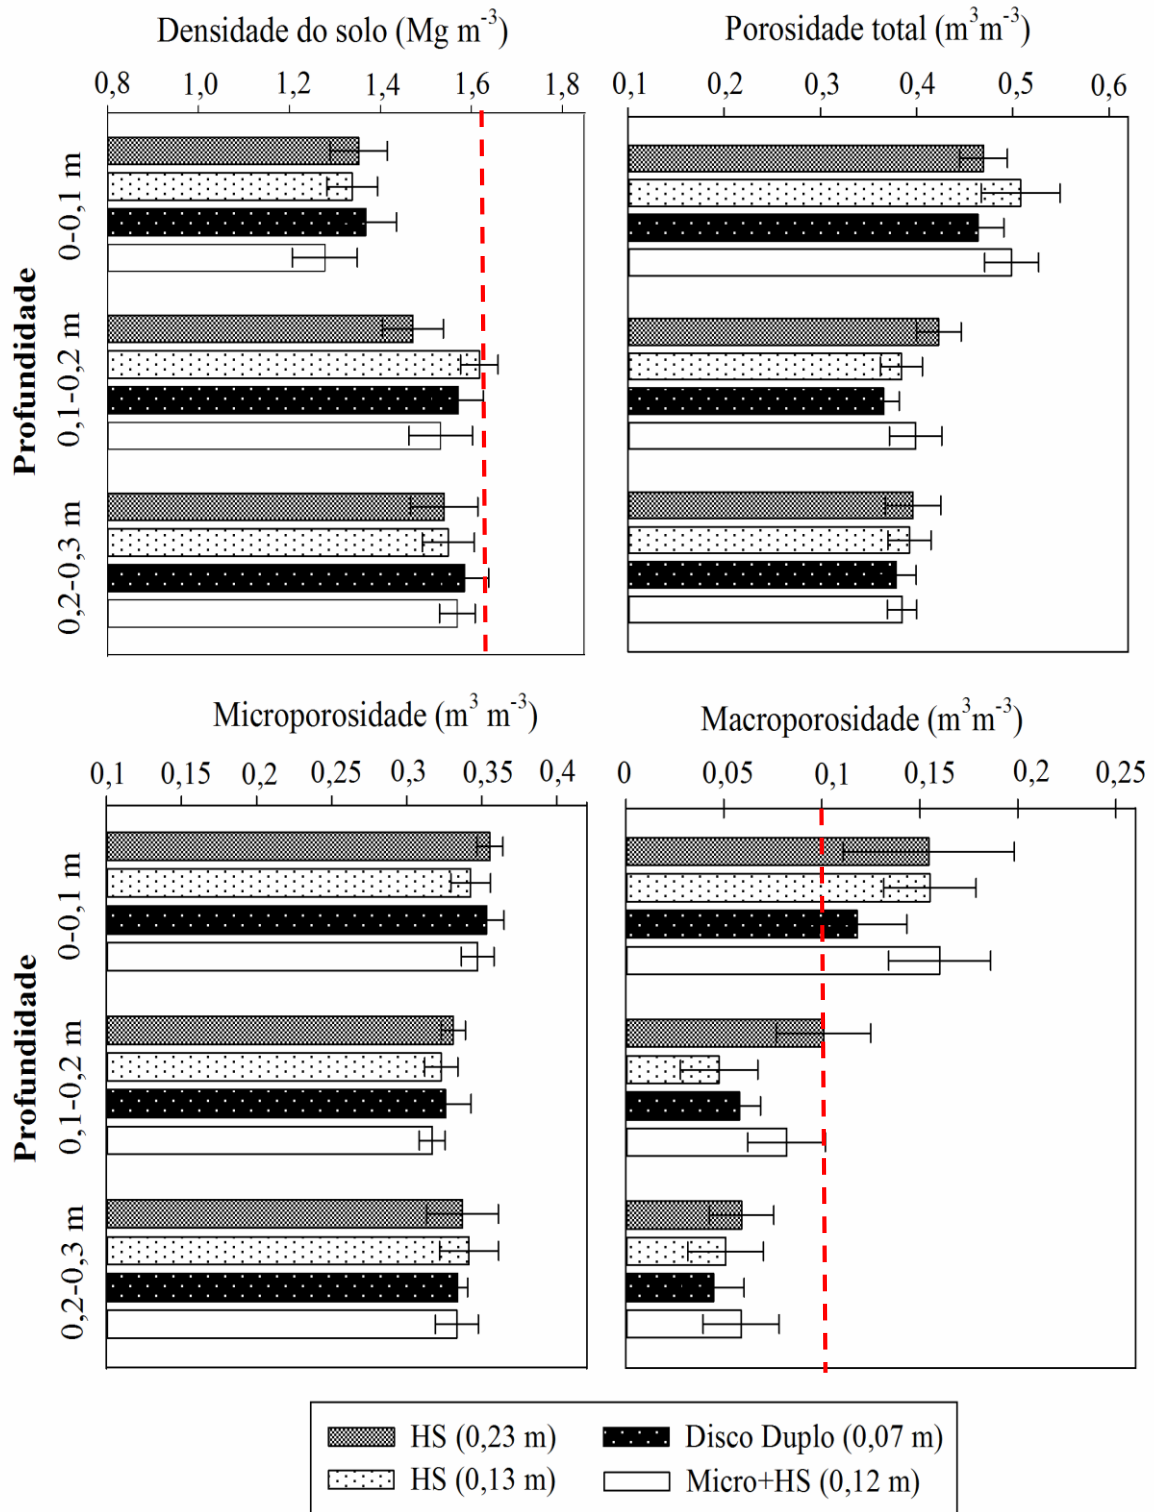 Densidade do solo (Mg m⁻³)
0,8 1,0 1,2 1,4 1,6 1,8
Profundidade
0-0,1 m
0,1-0,2 m
0,2-0,3 m
Porosidade total (m³m⁻³)
0,1 0,2 0,3 0,4 0,5 0,6
Microporosidade (m³ m⁻³)
0,1 0,15 0,2 0,25 0,3 0,35 0,4
Profundidade
0-0,1 m
0,1-0,2 m
0,2-0,3 m
Macroporosidade (m³m⁻³)
0 0,05 0,1 0,15 0,2 0,25
HS (0,23 m)
HS (0,13 m)
Disco Duplo (0,07 m)
Micro+HS (0,12 m)